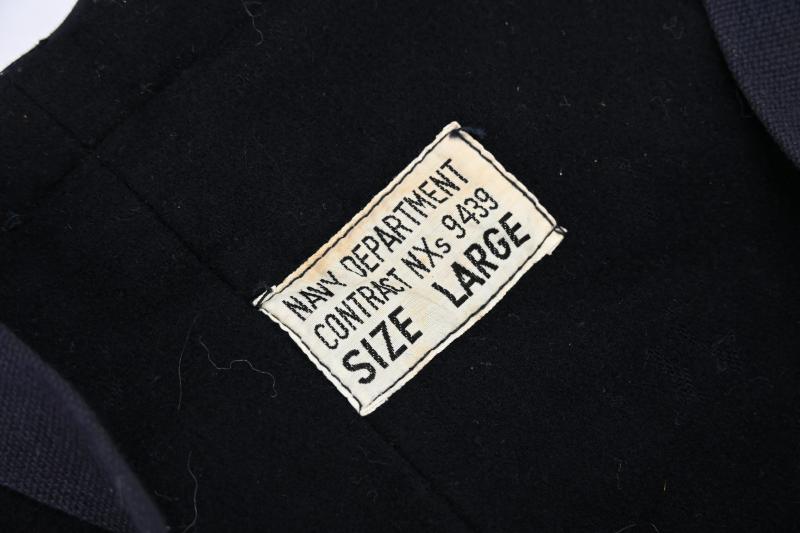 NAVY DEPARTMENT
CONTRACT NXs 9439
SIZE LARGE